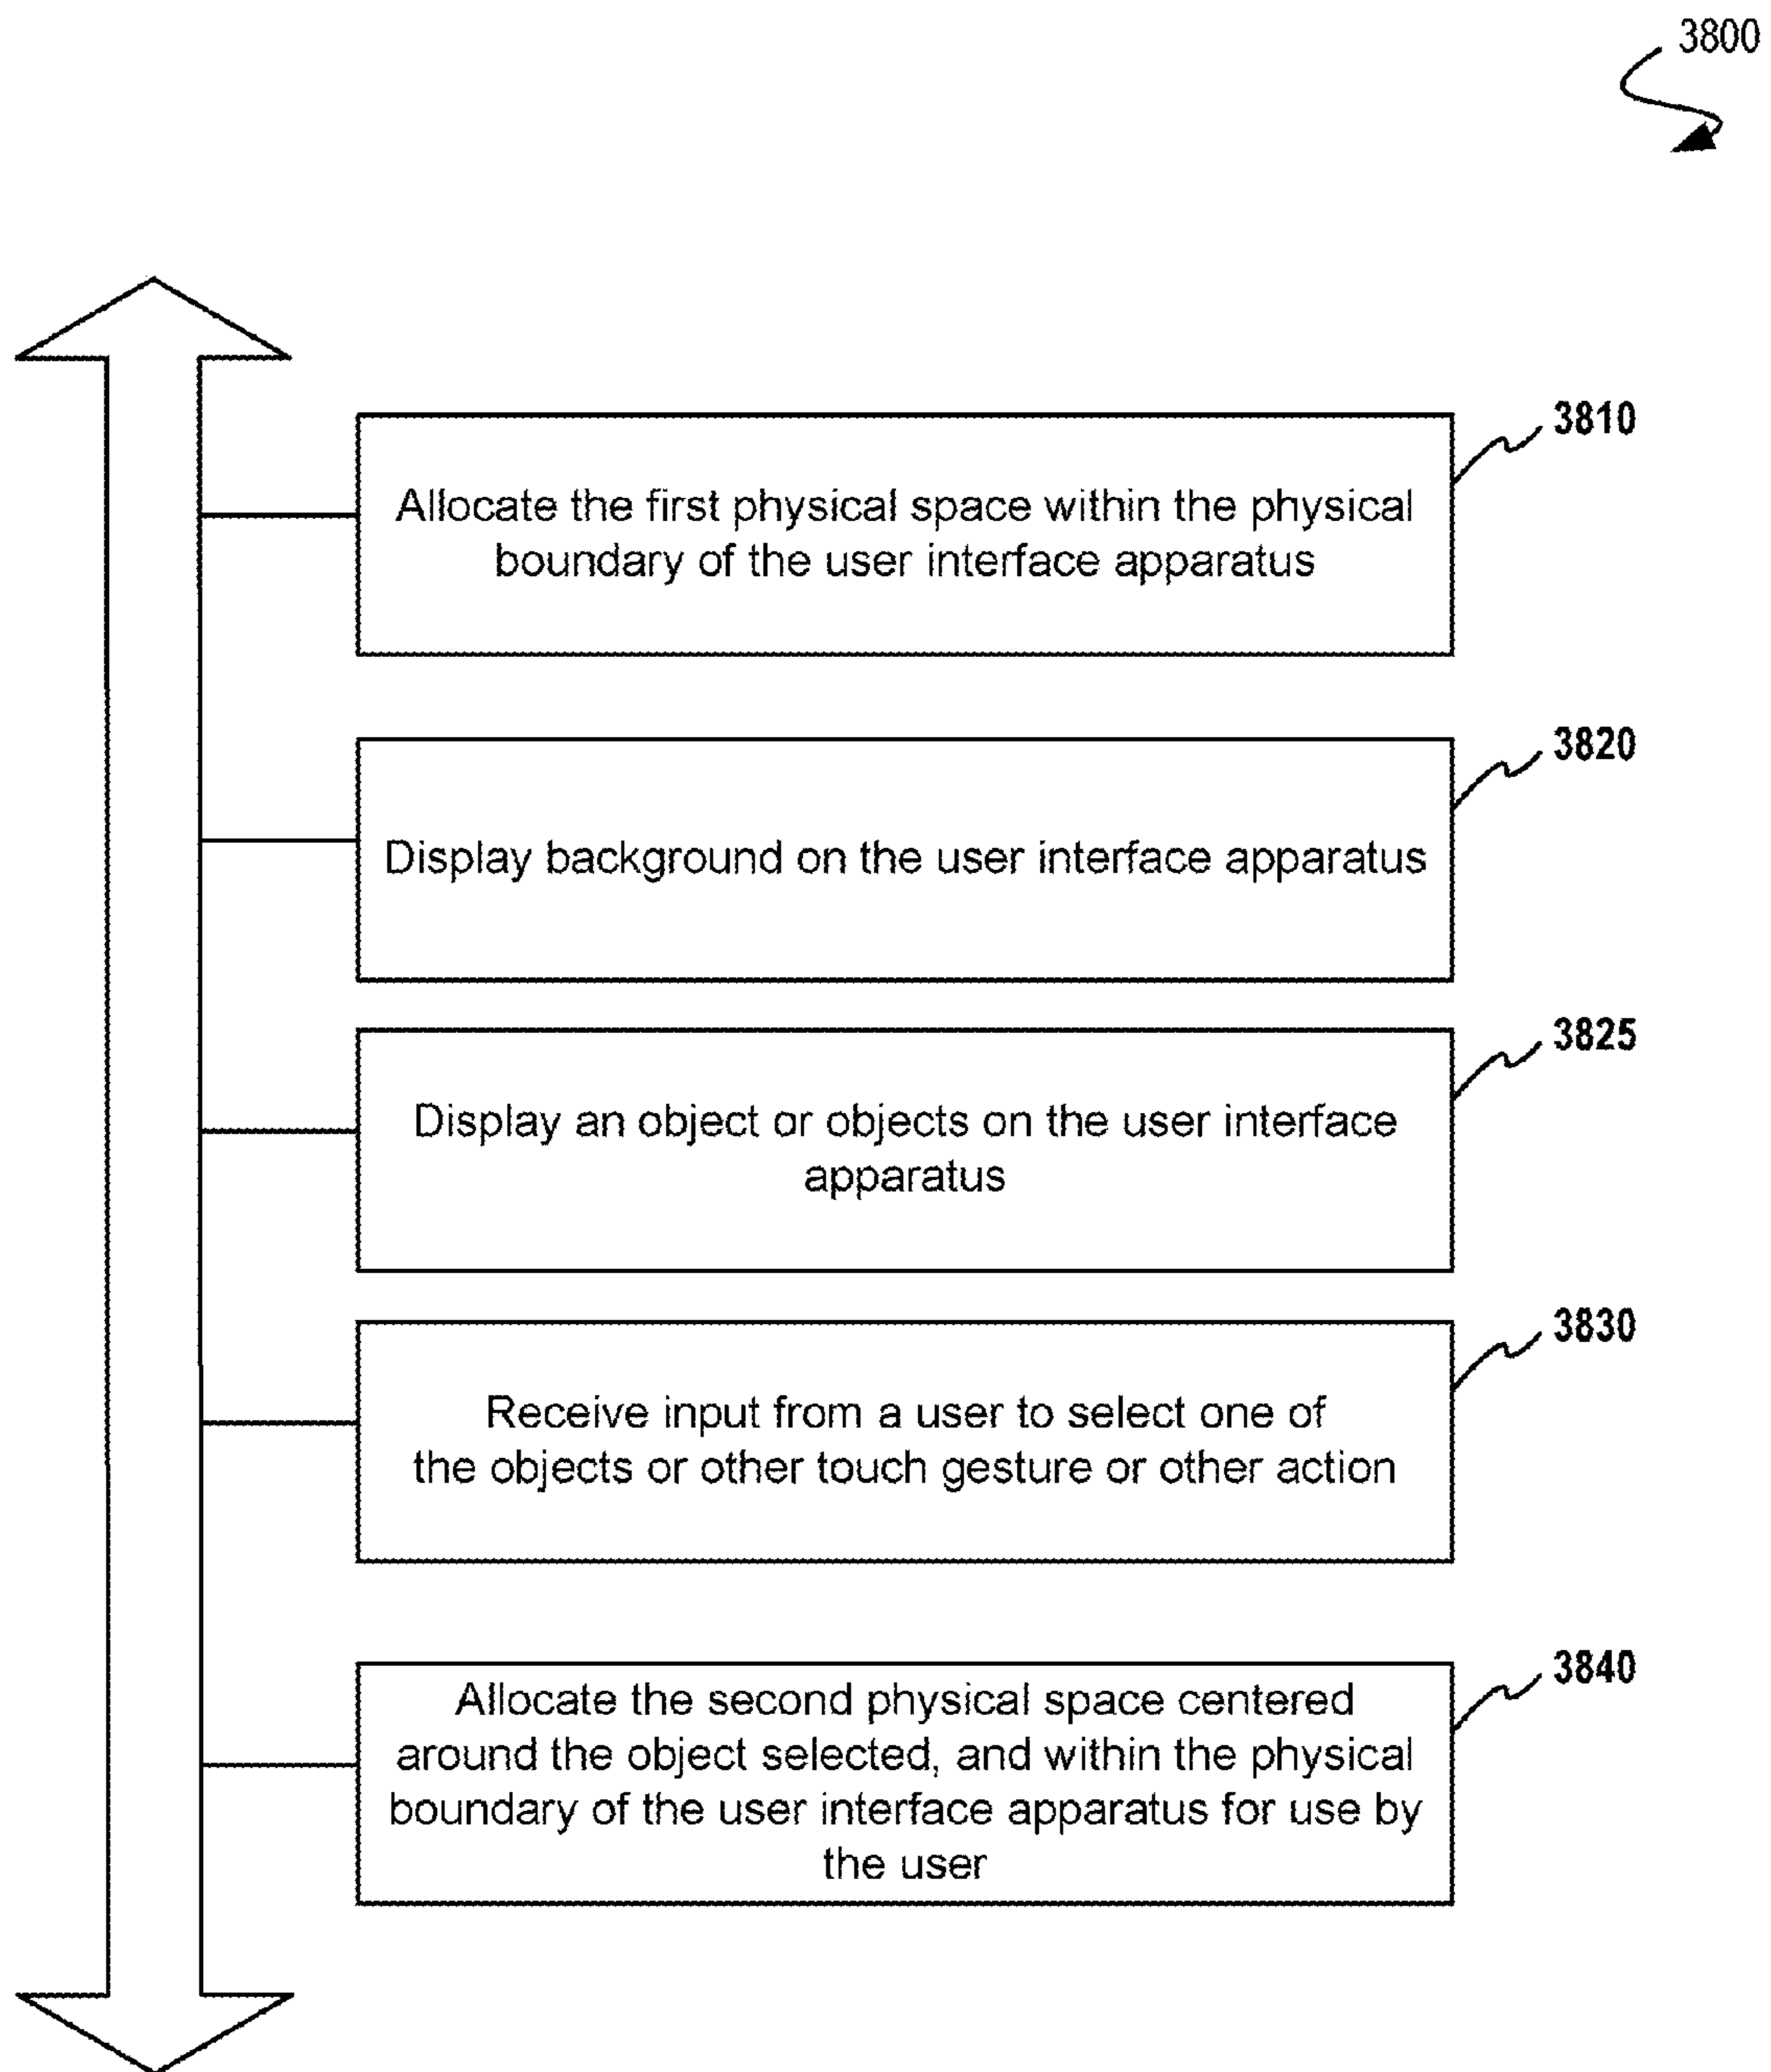 3800
3810
Allocate the first physical space within the physical
boundary of the user interface apparatus
3820
Display background on the user interface apparatus
3825
Display an object or objects on the user interface
apparatus
3830
Receive input from a user to select one of
the objects or other touch gesture or other action
3840
Allocate the second physical space centered
around the object selected, and within the physical
boundary of the user interface apparatus for use by
the user